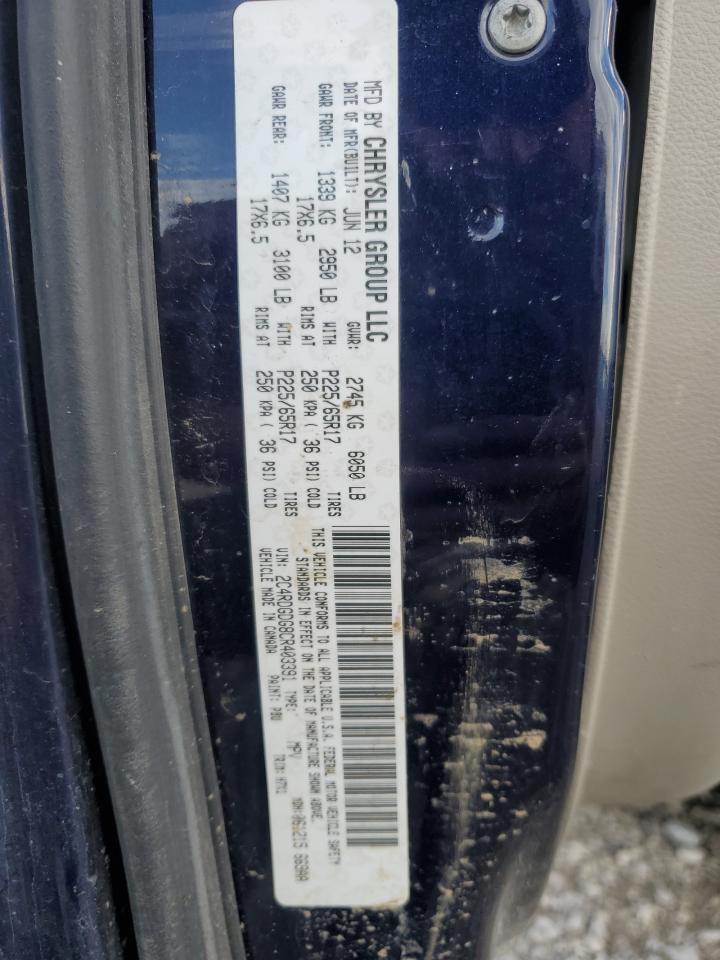 MFD BY CHRYSLER GROUP LLC
DATE OF MFR(BUILT): JUN 12 GVWR: 2745 KG 6050 LB
GAWR FRONT: 1339 KG 2950 LB WITH P225/65R17 TIRES
17X6.5 RIMS AT 250 KPA ( 36 PSI) COLD
GAWR REAR: 1407 KG 3100 LB WITH P225/65R17 TIRES
17X6.5 RIMS AT 250 KPA ( 36 PSI) COLD
THIS VEHICLE CONFORMS TO ALL APPLICABLE U.S.A. FEDERAL MOTOR VEHICLE SAFETY
STANDARDS IN EFFECT ON THE DATE OF MANUFACTURE SHOWN ABOVE.
VIN: 2C4RDGDG8CR403391 TYPE: MPV MDH:
VEHICLE MADE IN CANADA PAINT: PBU TRIM: